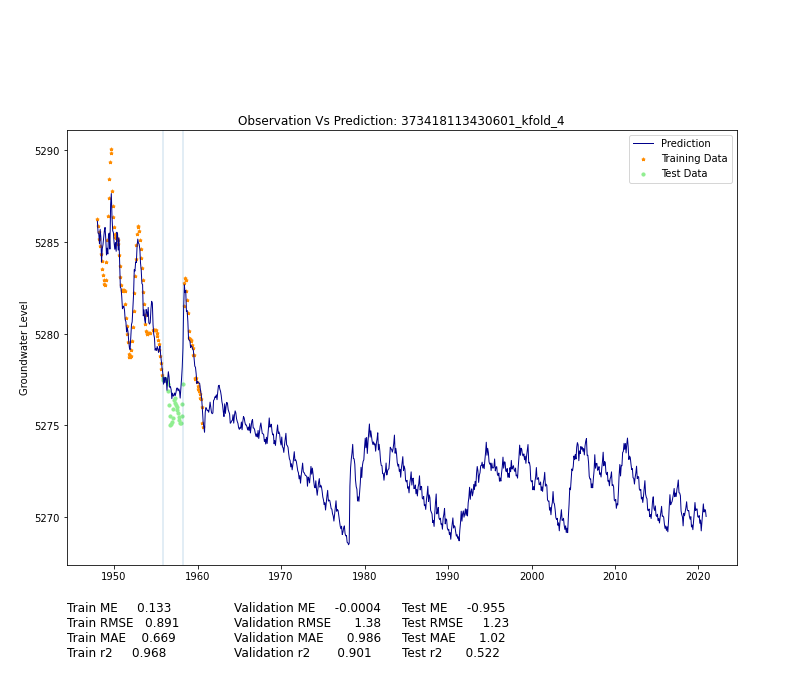 Observation Vs Prediction: 373418113430601_kfold_4
Prediction
Training Data
Test Data
Groundwater Level
5290
5285
5280
5275
5270
1950 1960 1970 1980 1990 2000 2010 2020
Train ME 0.133 Validation ME -0.0004 Test ME -0.955
Train RMSE 0.891 Validation RMSE 1.38 Test RMSE 1.23
Train MAE 0.669 Validation MAE 0.986 Test MAE 1.02
Train r2 0.968 Validation r2 0.901 Test r2 0.522